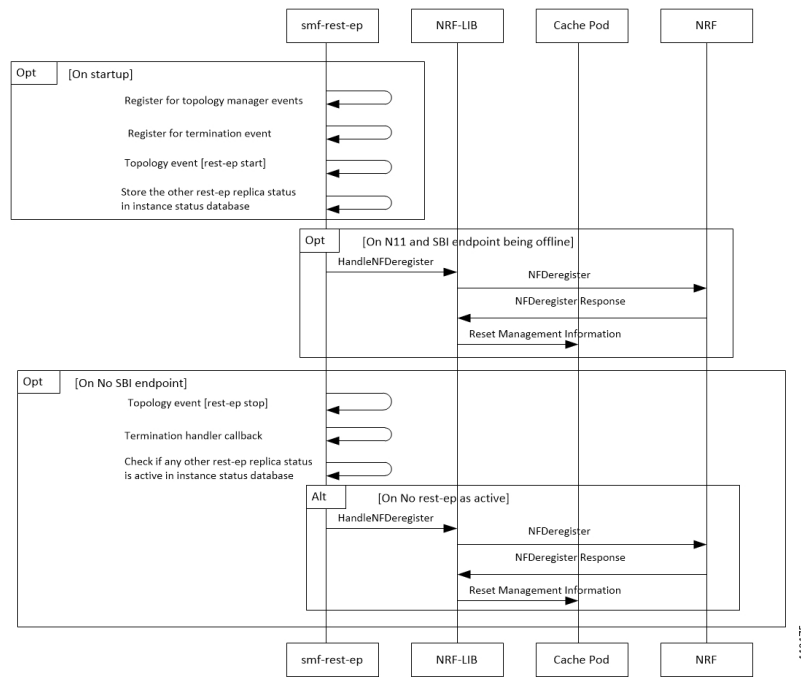 smf-rest-ep
NRF-LIB
Cache Pod
NRF
Opt
[On startup]
Register for topology manager events
Register for termination event
Topology event [rest-ep start]
Store the other rest-ep replica status
in instance status database
Opt
[On N11 and SBI endpoint being offline]
HandleNFDeregister
NFDeregister
NFDeregister Response
Reset Management Information
Opt
[On No SBI endpoint]
Topology event [rest-ep stop]
Termination handler callback
Check if any other rest-ep replica status
is active in instance status database
Alt
[On No rest-ep as active]
HandleNFDeregister
NFDeregister
NFDeregister Response
Reset Management Information
smf-rest-ep
NRF-LIB
Cache Pod
NRF